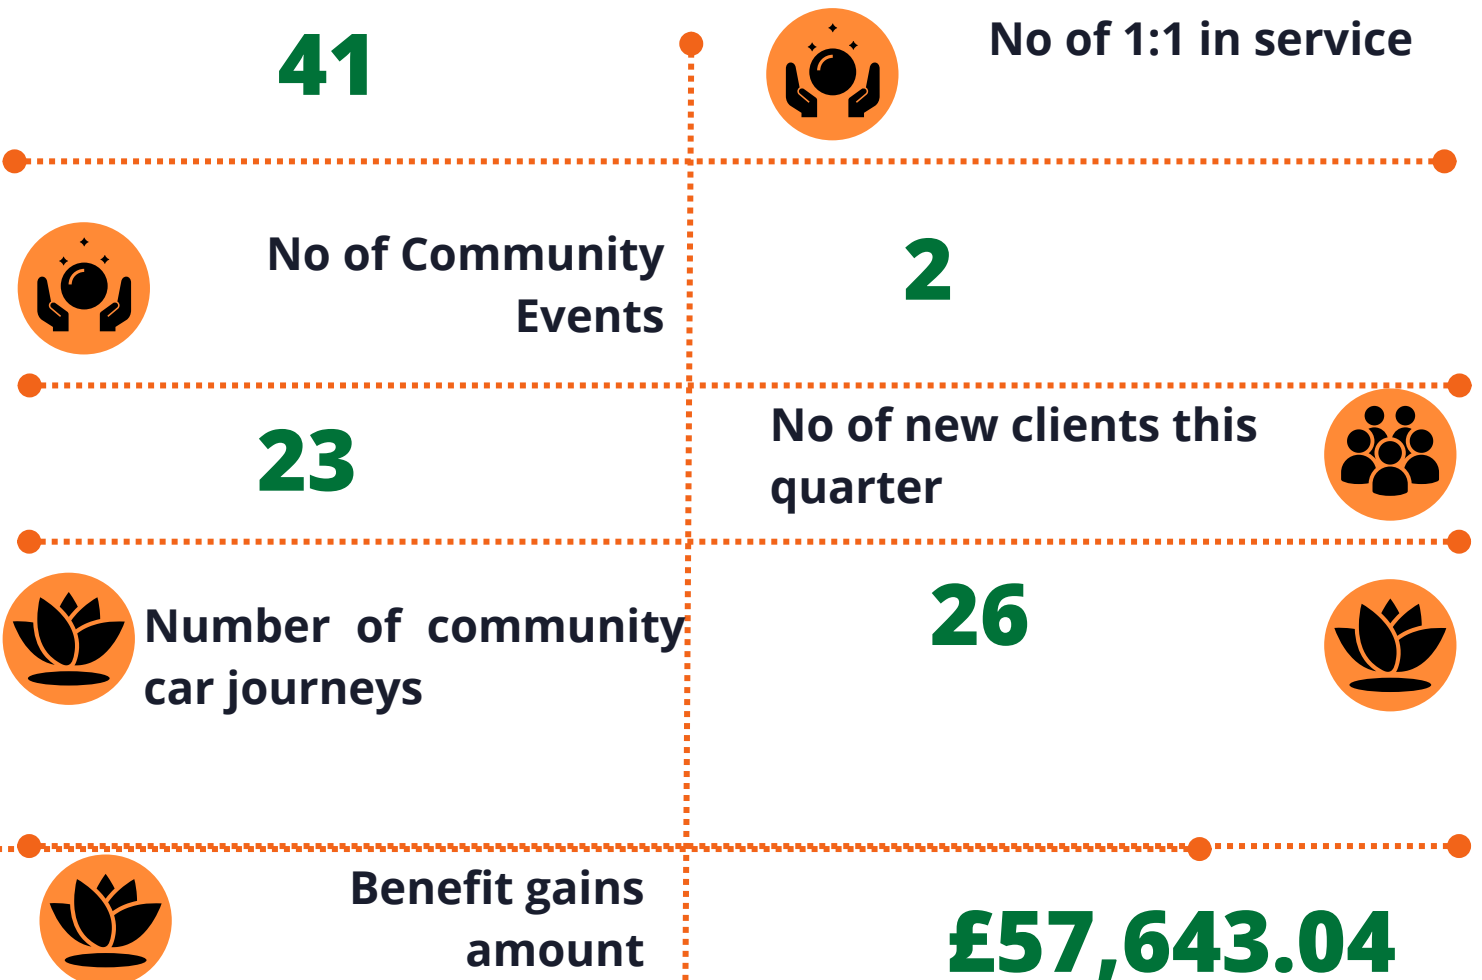 41
No of 1:1 in service
No of Community
Events
2
23
No of new clients this
quarter
Number of community
car journeys
26
Benefit gains
amount
£57,643.04